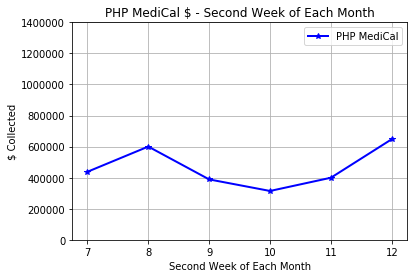 PHP MediCal $ - Second Week of Each Month
1400000
1200000
1000000
800000
600000
400000
200000
0
$ Collected
PHP MediCal
7 8 9 10 11 12
Second Week of Each Month